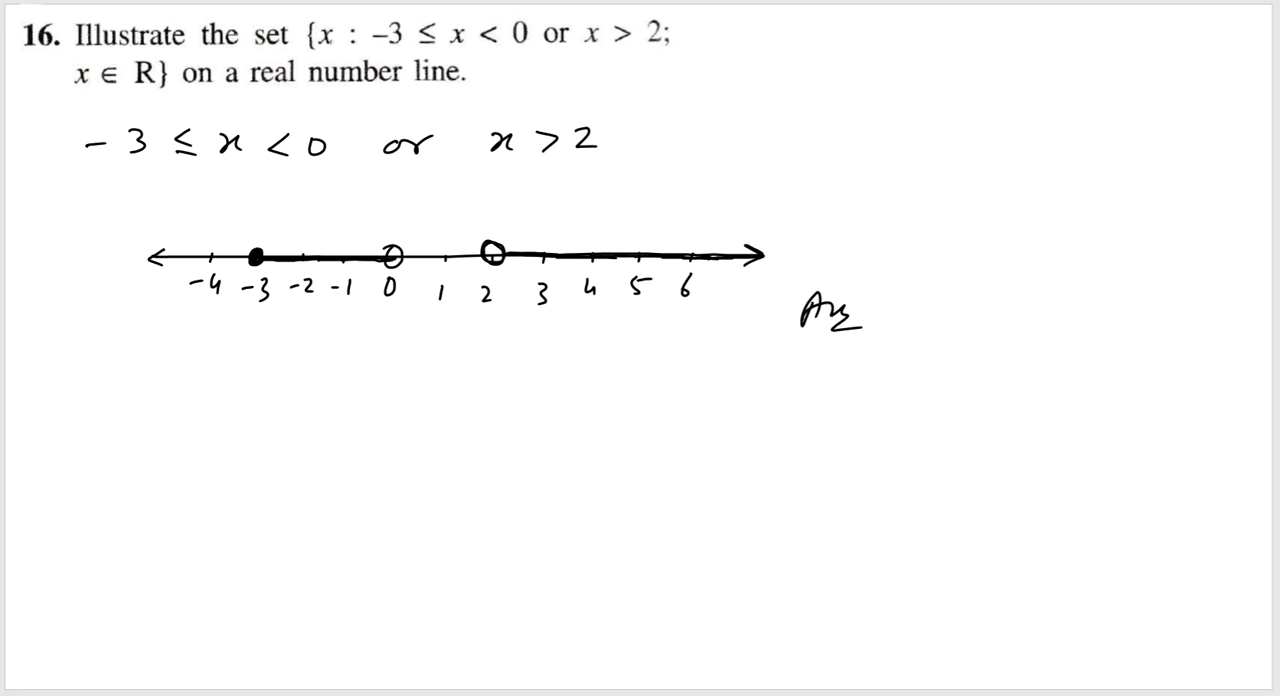 16. Illustrate the set {x : –3 ≤ x < 0 or x > 2;
x ∈ R} on a real number line.
- 3 ≤ x < 0 or x > 2
-4 -3 -2 -1 0 1 2 3 4 5 6
Ans